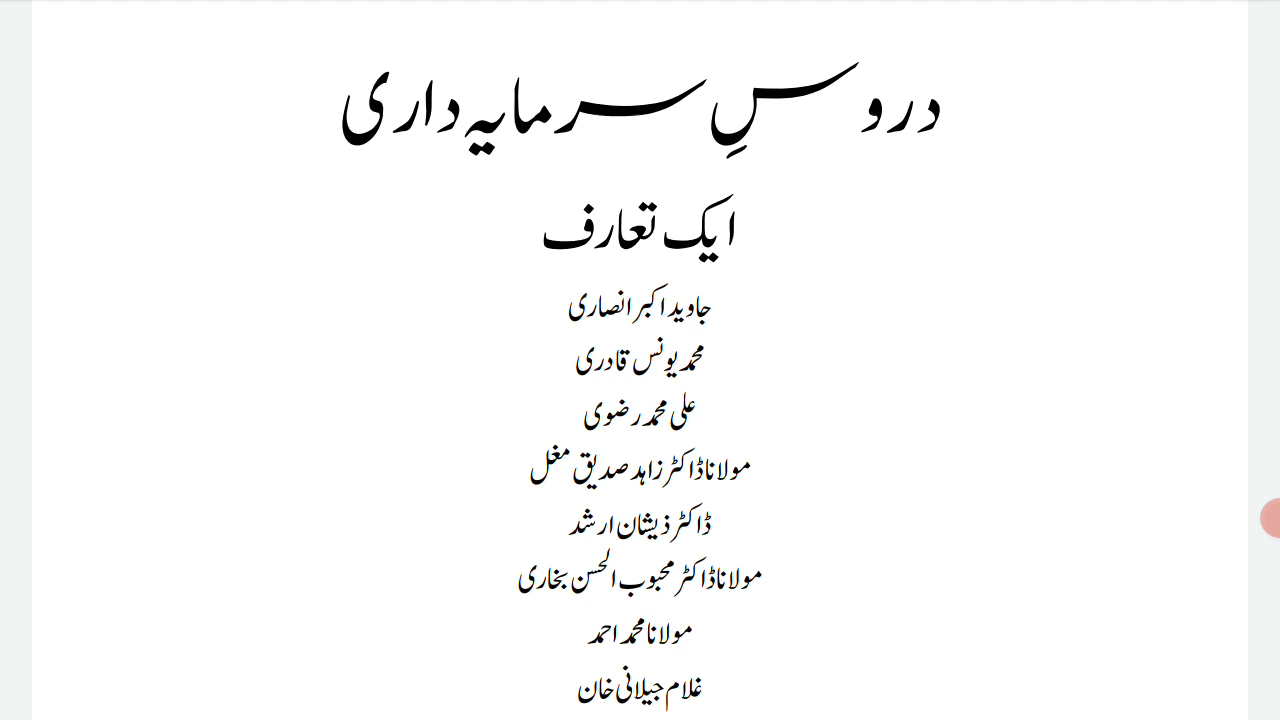 دروسِ سرمایہ داری
ایک تعارف
جاوید اکبر انصاری
محمد یونس قادری
علی محمد رضوی
مولانا ڈاکٹر زاہد صدیق مغل
ڈاکٹر ذیشان ارشد
مولانا ڈاکٹر محبوب الحسن بخاری
مولانا محمد احمد
غلام جیلانی خان